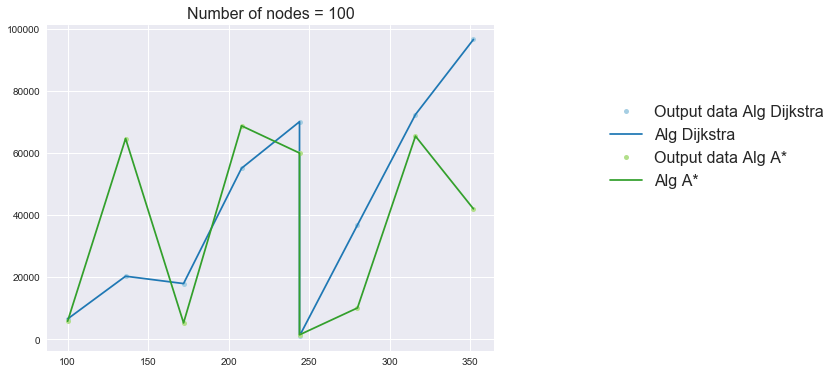 Number of nodes = 100
100000
80000
60000
40000
20000
0
100 150 200 250 300 350
Output data Alg Dijkstra
Alg Dijkstra
Output data Alg A*
Alg A*